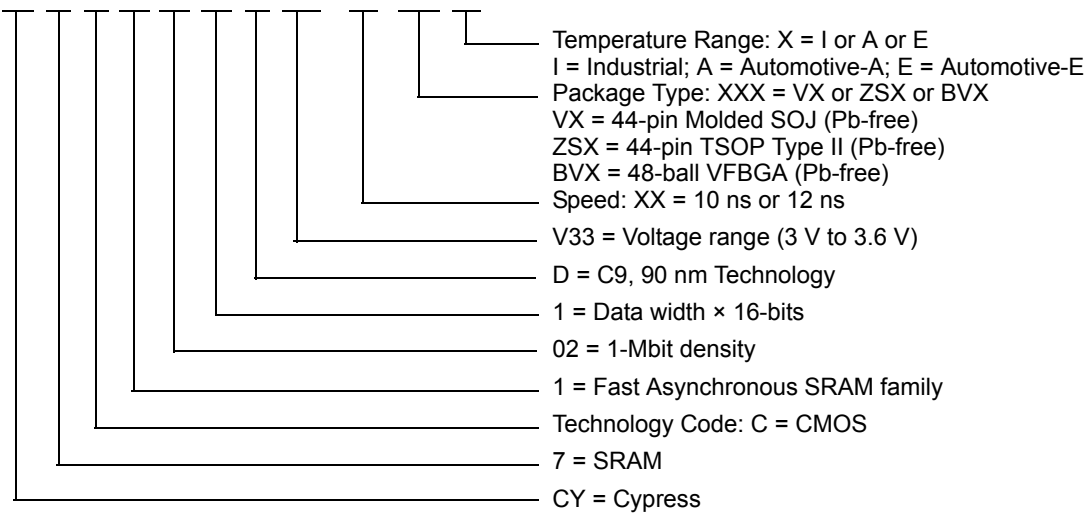 Temperature Range: X = I or A or E
I = Industrial; A = Automotive-A; E = Automotive-E
Package Type: XXX = VX or ZSX or BVX
VX = 44-pin Molded SOJ (Pb-free)
ZSX = 44-pin TSOP Type II (Pb-free)
BVX = 48-ball VFBGA (Pb-free)
Speed: XX = 10 ns or 12 ns
V33 = Voltage range (3 V to 3.6 V)
D = C9, 90 nm Technology
1 = Data width × 16-bits
02 = 1-Mbit density
1 = Fast Asynchronous SRAM family
Technology Code: C = CMOS
7 = SRAM
CY = Cypress